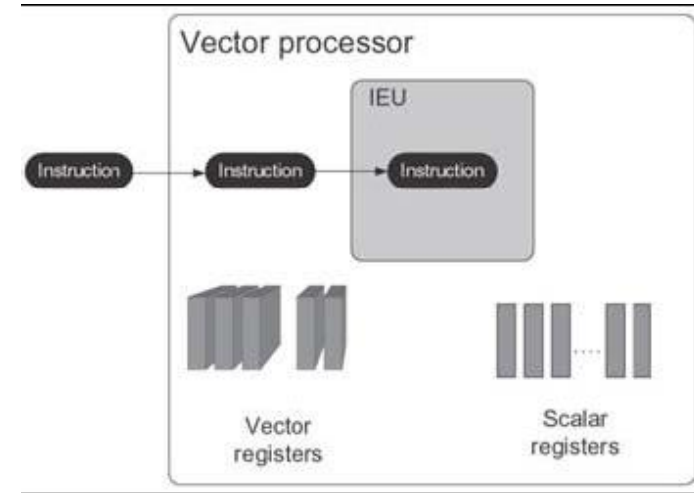 Vector processor
IEU
Instruction
Instruction
Instruction
Vector
registers
Scalar
registers